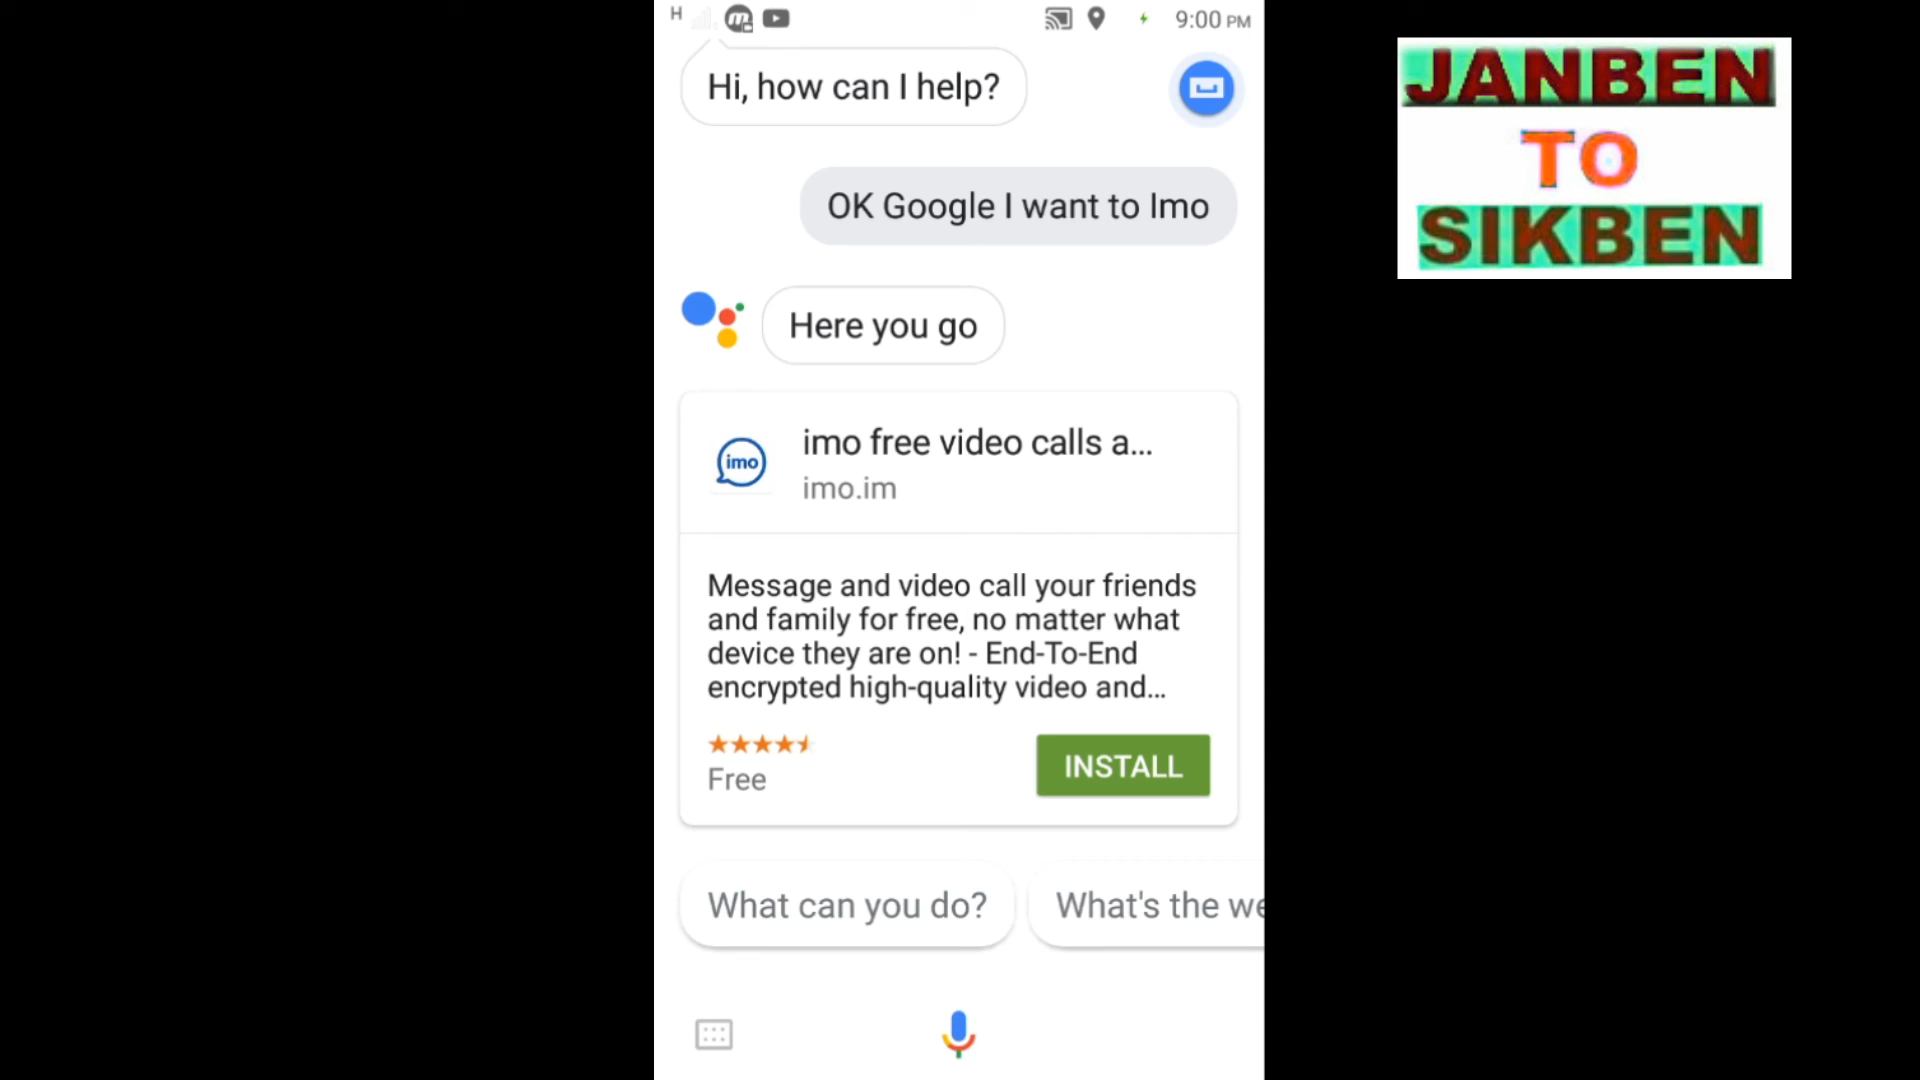 H
9:00 PM
Hi, how can I help?
OK Google I want to Imo
Here you go
imo
imo free video calls a...
imo.im
Message and video call your friends
and family for free, no matter what
device they are on! - End-To-End
encrypted high-quality video and...
Free
INSTALL
What can you do?
What's the we
JANBEN
TO
SIKBEN